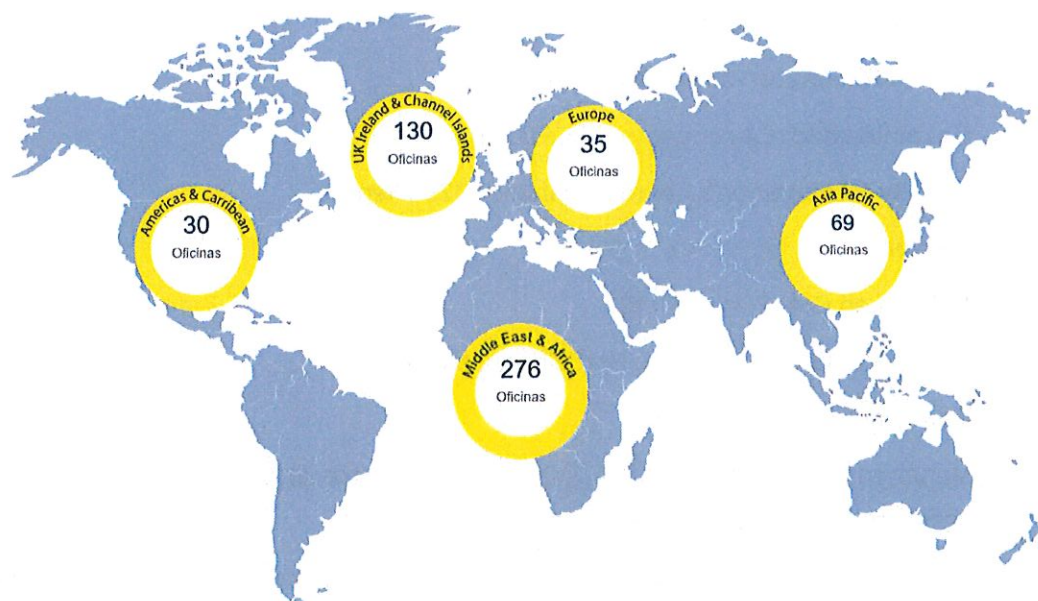 UK Ireland & Channel Islands
130
Oficinas
Europe
35
Oficinas
Americas & Carribean
30
Oficinas
Asia Pacific
69
Oficinas
Middle East & Africa
276
Oficinas